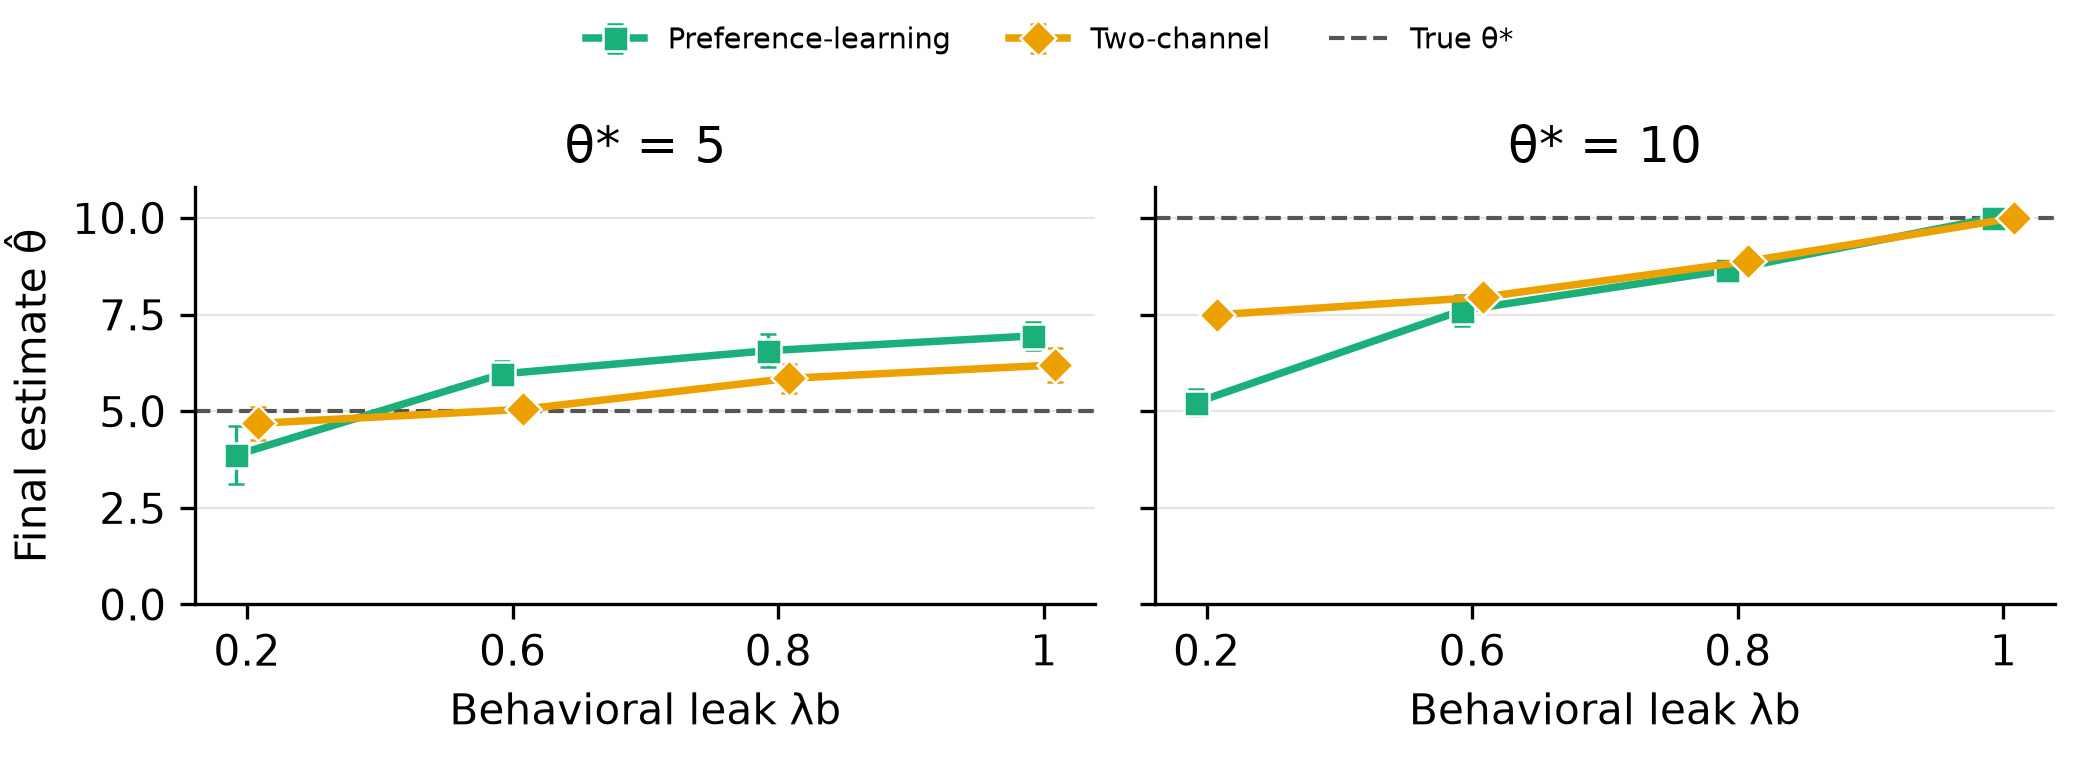 Preference-learning Two-channel True θ*
θ* = 5
θ* = 10
Final estimate θ̂
10.0
7.5
5.0
2.5
0.0
0.2 0.6 0.8 1
0.2 0.6 0.8 1
Behavioral leak λb
Behavioral leak λb